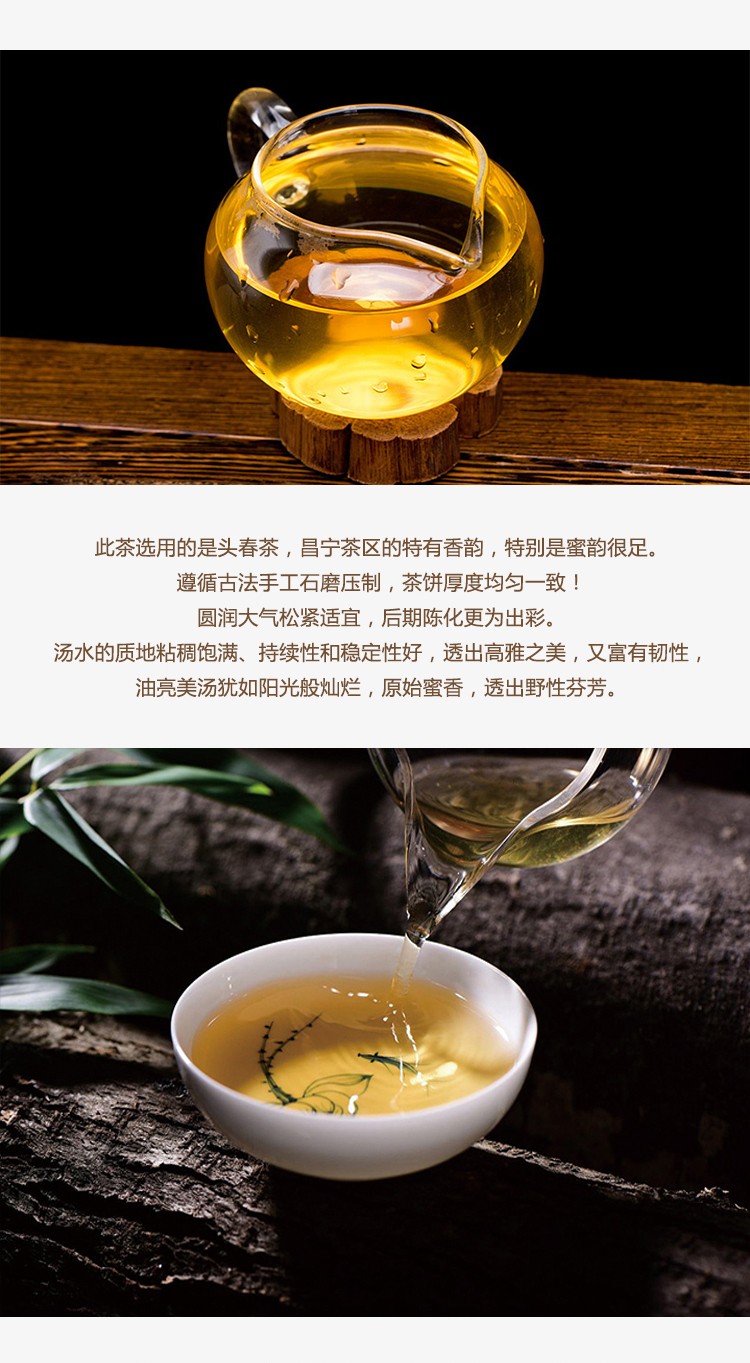 此茶选用的是头春茶，昌宁茶区的特有香韵，特别是蜜韵很足。
遵循古法手工石磨压制，茶饼厚度均匀一致！
圆润大气松紧适宜，后期陈化更为出彩。
汤水的质地粘稠饱满、持续性和稳定性好，透出高雅之美，又富有韧性，
油亮美汤犹如阳光般灿烂，原始蜜香，透出野性芬芳。